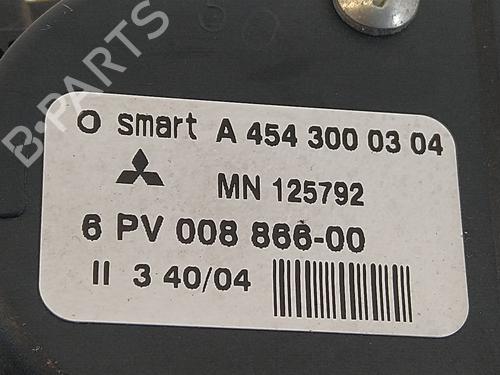 B-PARTS
smart A 454 300 03 04
MN 125792
6 PV 008 866-00
II 3 40/04